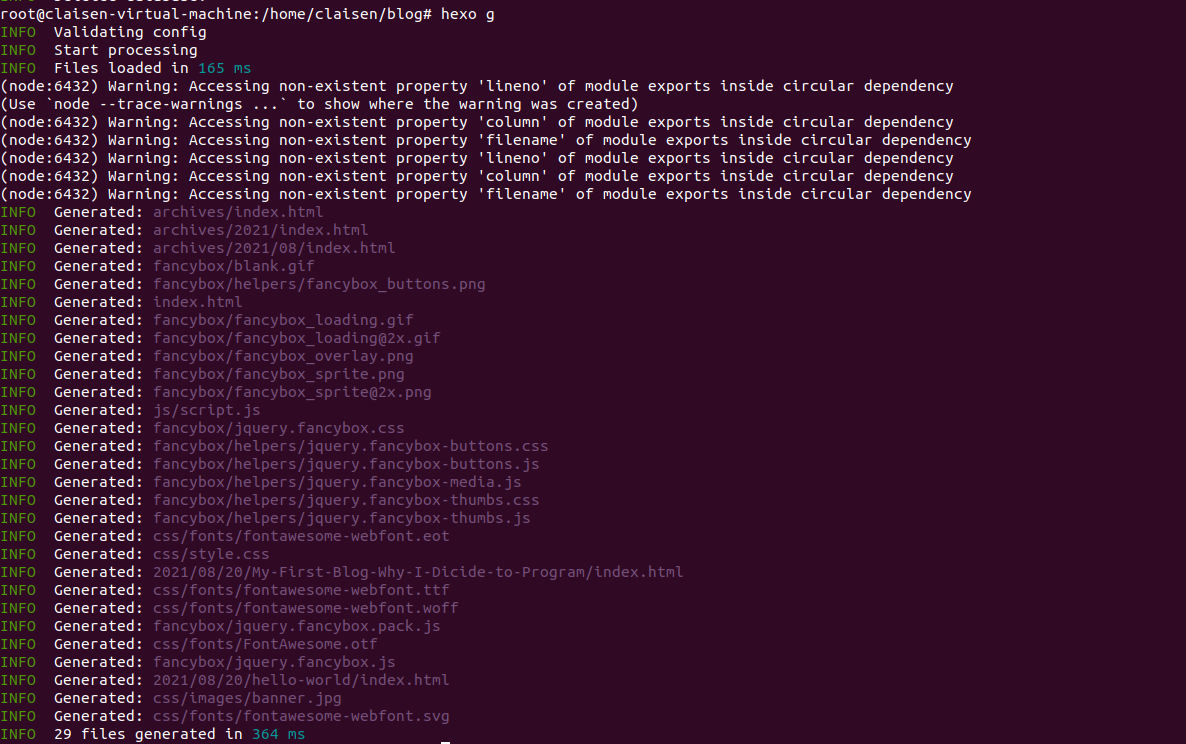 root@claisen-virtual-machine:/home/claisen/blog# hexo g
INFO  Validating config
INFO  Start processing
INFO  Files loaded in 165 ms
(node:6432) Warning: Accessing non-existent property 'lineno' of module exports inside circular dependency
(Use `node --trace-warnings ...` to show where the warning was created)
(node:6432) Warning: Accessing non-existent property 'column' of module exports inside circular dependency
(node:6432) Warning: Accessing non-existent property 'filename' of module exports inside circular dependency
(node:6432) Warning: Accessing non-existent property 'lineno' of module exports inside circular dependency
(node:6432) Warning: Accessing non-existent property 'column' of module exports inside circular dependency
(node:6432) Warning: Accessing non-existent property 'filename' of module exports inside circular dependency
INFO  Generated: archives/index.html
INFO  Generated: archives/2021/index.html
INFO  Generated: archives/2021/08/index.html
INFO  Generated: fancybox/blank.gif
INFO  Generated: fancybox/helpers/fancybox_buttons.png
INFO  Generated: index.html
INFO  Generated: fancybox/fancybox_loading.gif
INFO  Generated: fancybox/fancybox_loading@2x.gif
INFO  Generated: fancybox/fancybox_overlay.png
INFO  Generated: fancybox/fancybox_sprite.png
INFO  Generated: fancybox/fancybox_sprite@2x.png
INFO  Generated: js/script.js
INFO  Generated: fancybox/jquery.fancybox.css
INFO  Generated: fancybox/helpers/jquery.fancybox-buttons.css
INFO  Generated: fancybox/helpers/jquery.fancybox-buttons.js
INFO  Generated: fancybox/helpers/jquery.fancybox-media.js
INFO  Generated: fancybox/helpers/jquery.fancybox-thumbs.css
INFO  Generated: fancybox/helpers/jquery.fancybox-thumbs.js
INFO  Generated: css/fonts/fontawesome-webfont.eot
INFO  Generated: css/style.css
INFO  Generated: 2021/08/20/My-First-Blog-Why-I-Dicide-to-Program/index.html
INFO  Generated: css/fonts/fontawesome-webfont.ttf
INFO  Generated: css/fonts/fontawesome-webfont.woff
INFO  Generated: fancybox/jquery.fancybox.pack.js
INFO  Generated: css/fonts/FontAwesome.otf
INFO  Generated: fancybox/jquery.fancybox.js
INFO  Generated: 2021/08/20/hello-world/index.html
INFO  Generated: css/images/banner.jpg
INFO  Generated: css/fonts/fontawesome-webfont.svg
INFO  29 files generated in 364 ms